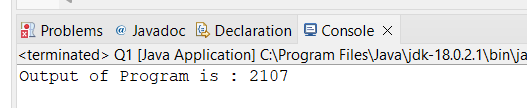 Problems @ Javadoc Declaration Console ×
<terminated> Q1 [Java Application] C:\Program Files\Java\jdk-18.0.2.1\bin\ja
Output of Program is : 2107